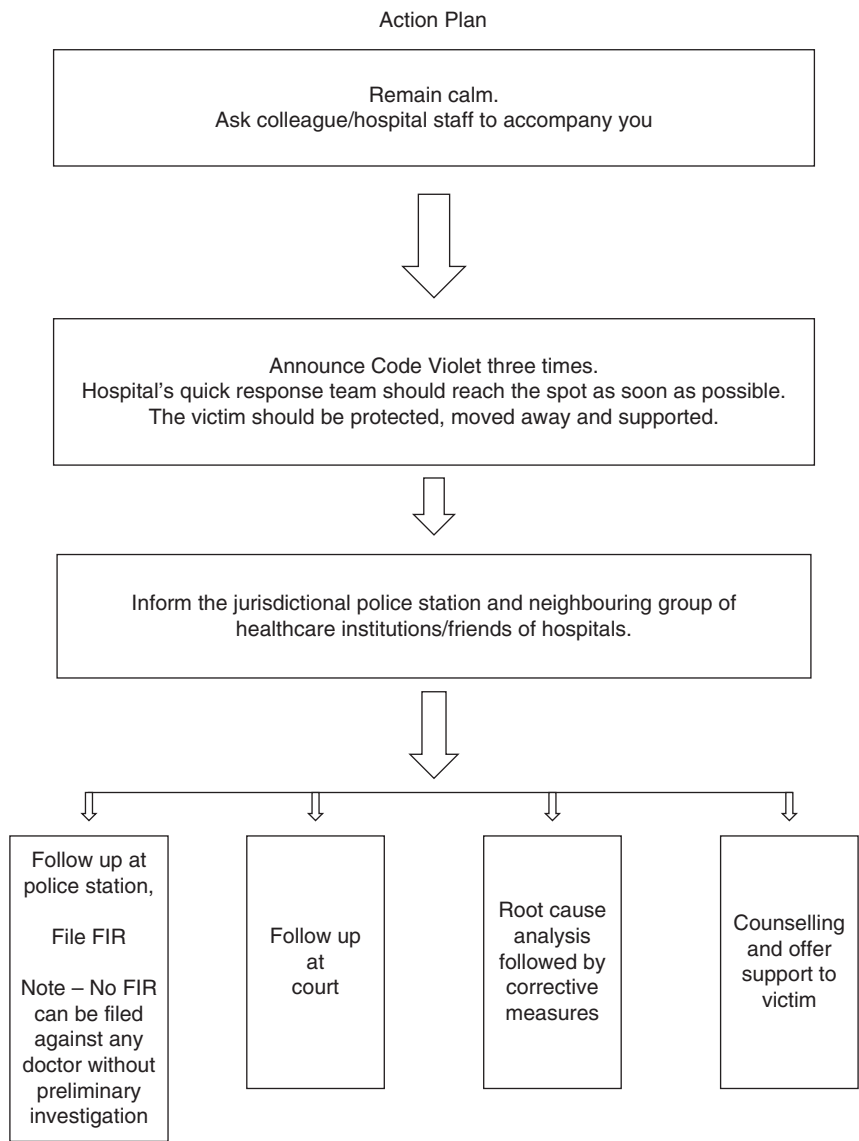 Action Plan
Remain calm.
Ask colleague/hospital staff to accompany you
Announce Code Violet three times.
Hospital's quick response team should reach the spot as soon as possible.
The victim should be protected, moved away and supported.
Inform the jurisdictional police station and neighbouring group of
healthcare institutions/friends of hospitals.
Follow up at
police station,
File FIR
Note – No FIR
can be filed
against any
doctor without
preliminary
investigation
Follow up
at
court
Root cause
analysis
followed by
corrective
measures
Counselling
and offer
support to
victim